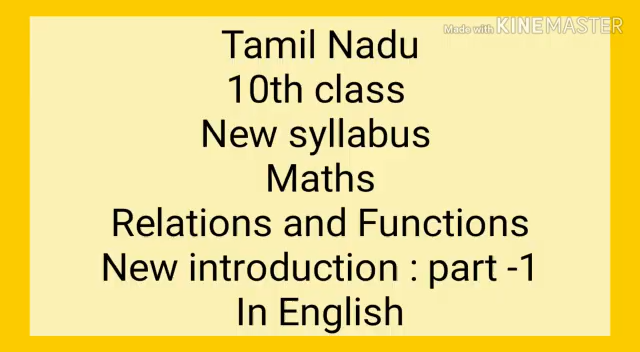 Made with KINEMASTER
Tamil Nadu
10th class
New syllabus
Maths
Relations and Functions
New introduction : part -1
In English